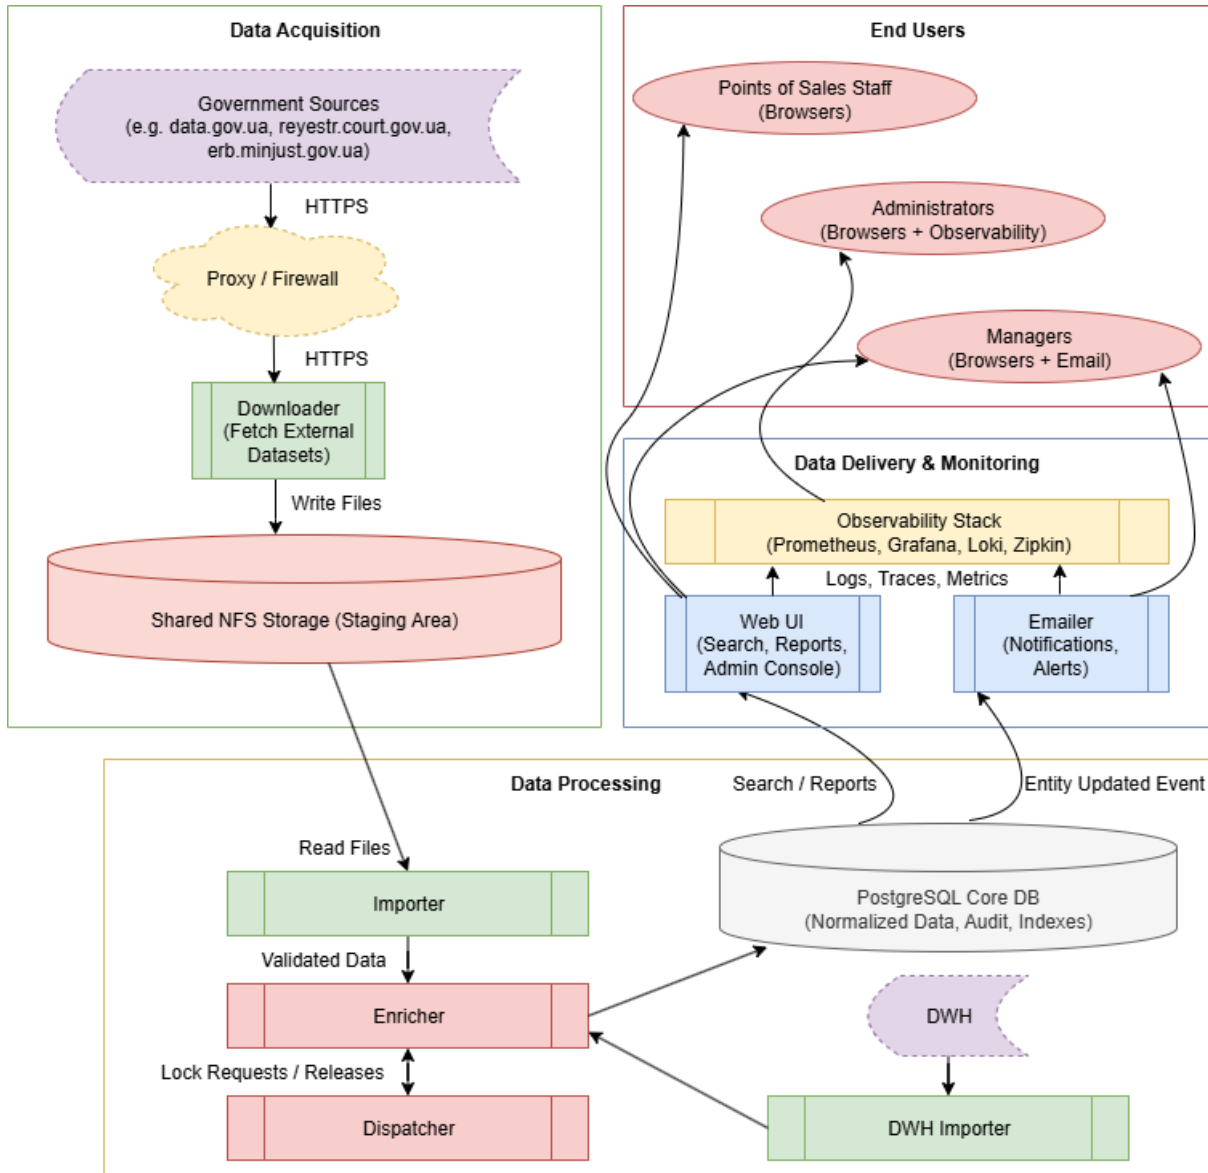 Data Acquisition
Government Sources
(e.g. data.gov.ua, reyestr.court.gov.ua,
erb.minjust.gov.ua)
HTTPS
Proxy / Firewall
HTTPS
Downloader
(Fetch External
Datasets)
Write Files
Shared NFS Storage (Staging Area)
End Users
Points of Sales Staff
(Browsers)
Administrators
(Browsers + Observability)
Managers
(Browsers + Email)
Data Delivery & Monitoring
Observability Stack
(Prometheus, Grafana, Loki, Zipkin)
Logs, Traces, Metrics
Web UI
(Search, Reports,
Admin Console)
Emailer
(Notifications,
Alerts)
Data Processing
Search / Reports
Entity Updated Event
Read Files
Importer
Validated Data
Enricher
Lock Requests / Releases
Dispatcher
PostgreSQL Core DB
(Normalized Data, Audit, Indexes)
DWH
DWH Importer